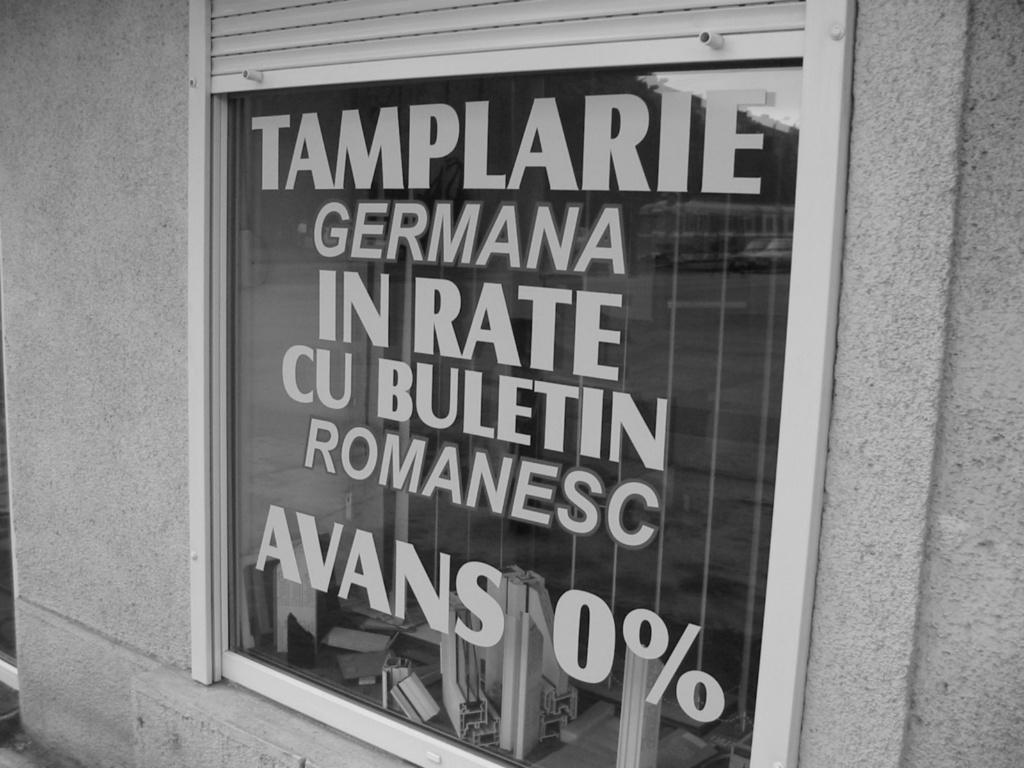 TAMPLARIE
GERMANA
IN RATE
CU BULETIN
ROMANESC
AVANS 0%